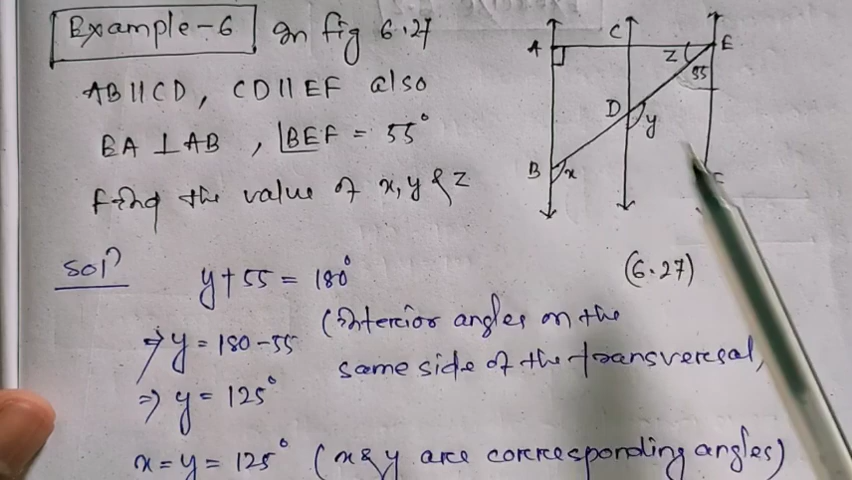 Example-6 In fig 6.27
AB||CD, CD||EF also
EA ⊥ AB, ∠BEF = 55°
Find the value of x, y & z
Solⁿ
y + 55 = 180°
(Interior angles on the
⇒ y = 180 - 55
same side of the transversal,
⇒ y = 125°
x = y = 125° (x & y are corresponding angles)
A
C
E
z
55
D
y
B
x
(6.27)